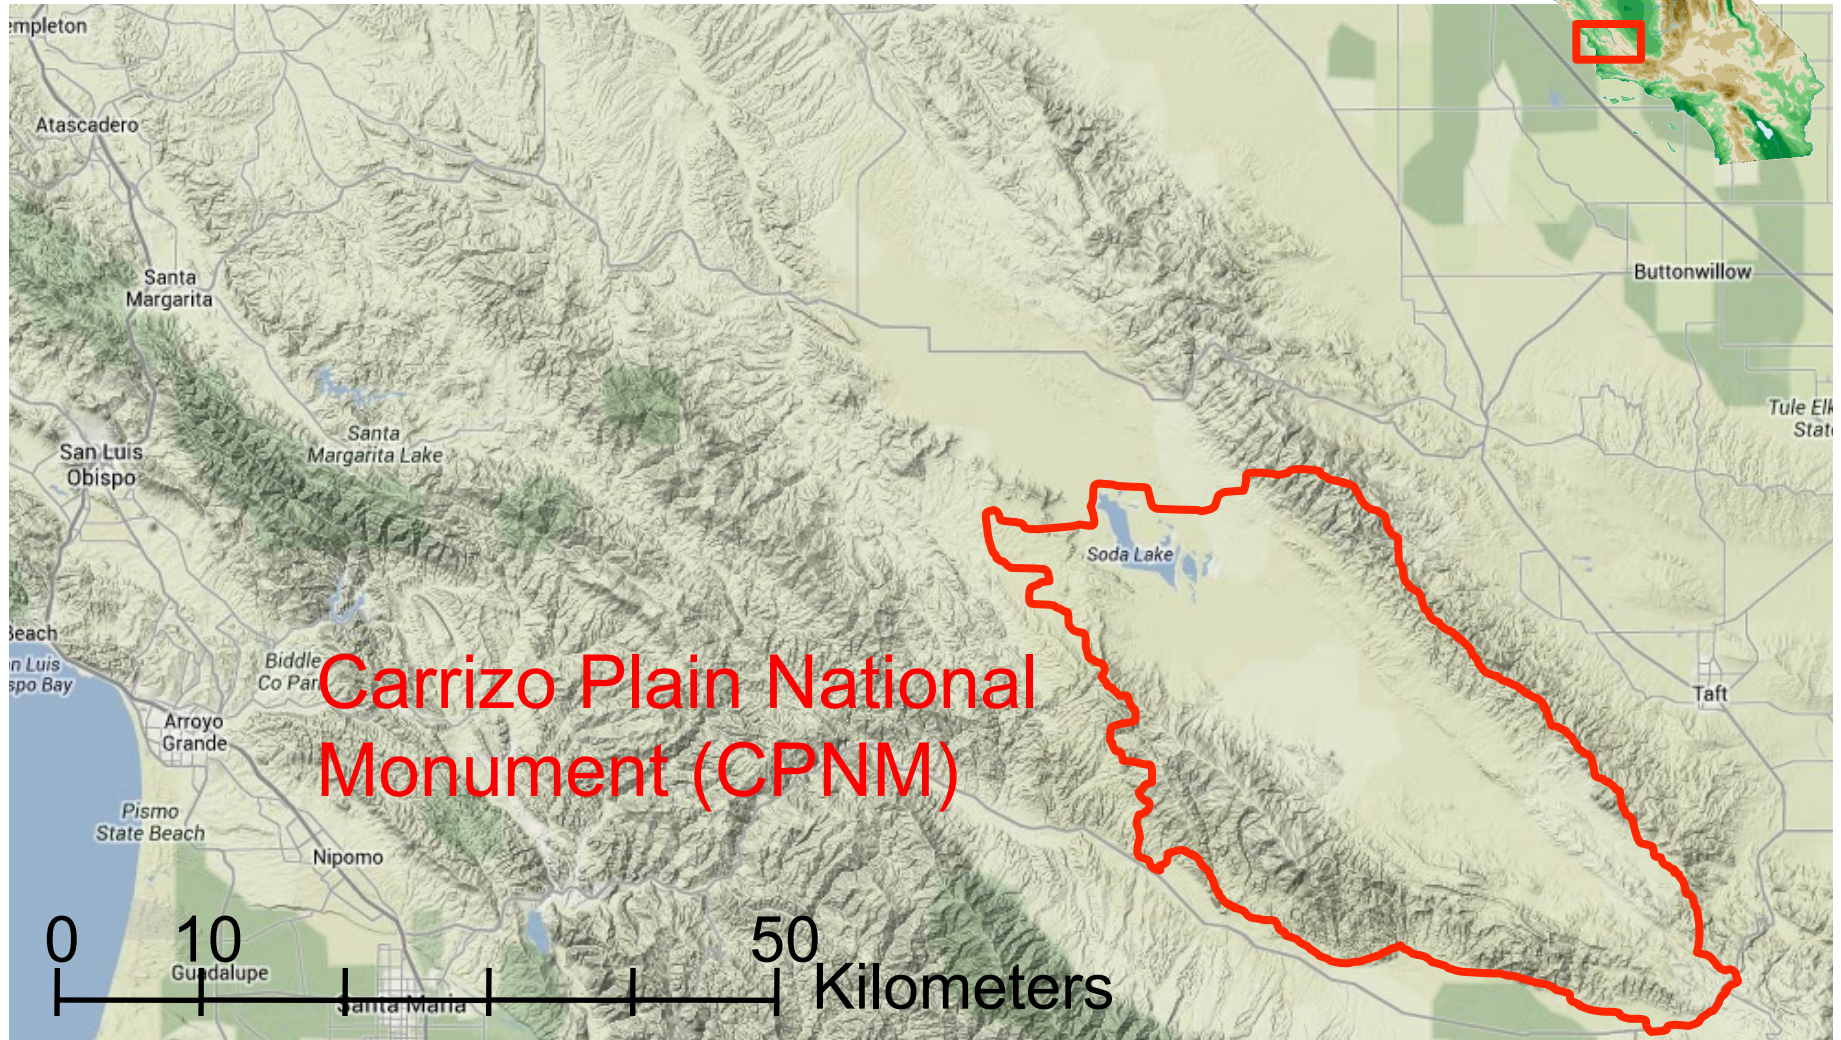 empleton
Atascadero
Santa
Margarita
Buttonwillow
Tule Elk
State
Santa
Margarita Lake
San Luis
Obispo
Soda Lake
Beach
n Luis
spo Bay
Biddle
Co Par
Carrizo Plain National
Monument (CPNM)
Taft
Arroyo
Grande
Pismo
State Beach
Nipomo
0 10 50
Kilometers
Guadalupe
Santa Maria